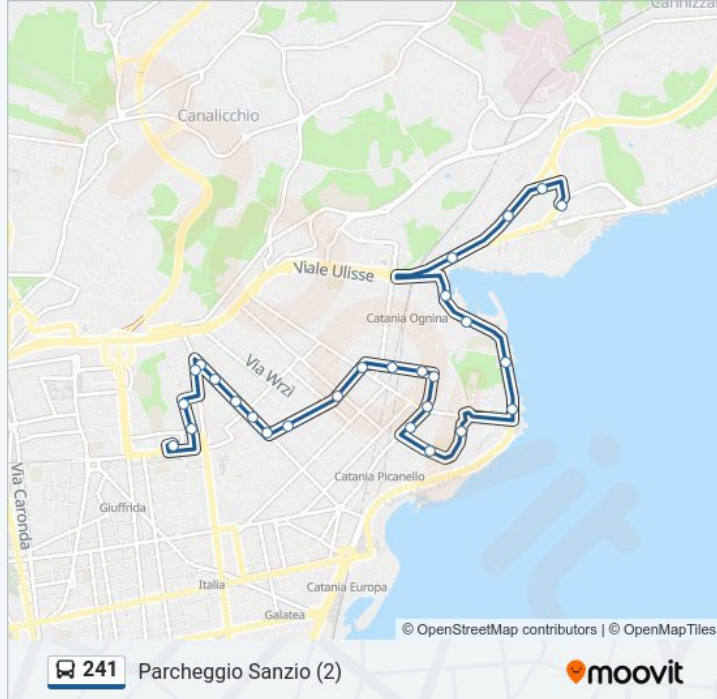 Cannizza
Canalicchio
Viale Ulisse
Catania Ognina
Via Wrzì
Catania Picanello
Via Caronda
Giuffrida
Italia
Catania Europa
Galatea
© OpenStreetMap contributors | © OpenMapTiles
241 Parcheggio Sanzio (2)
moovit